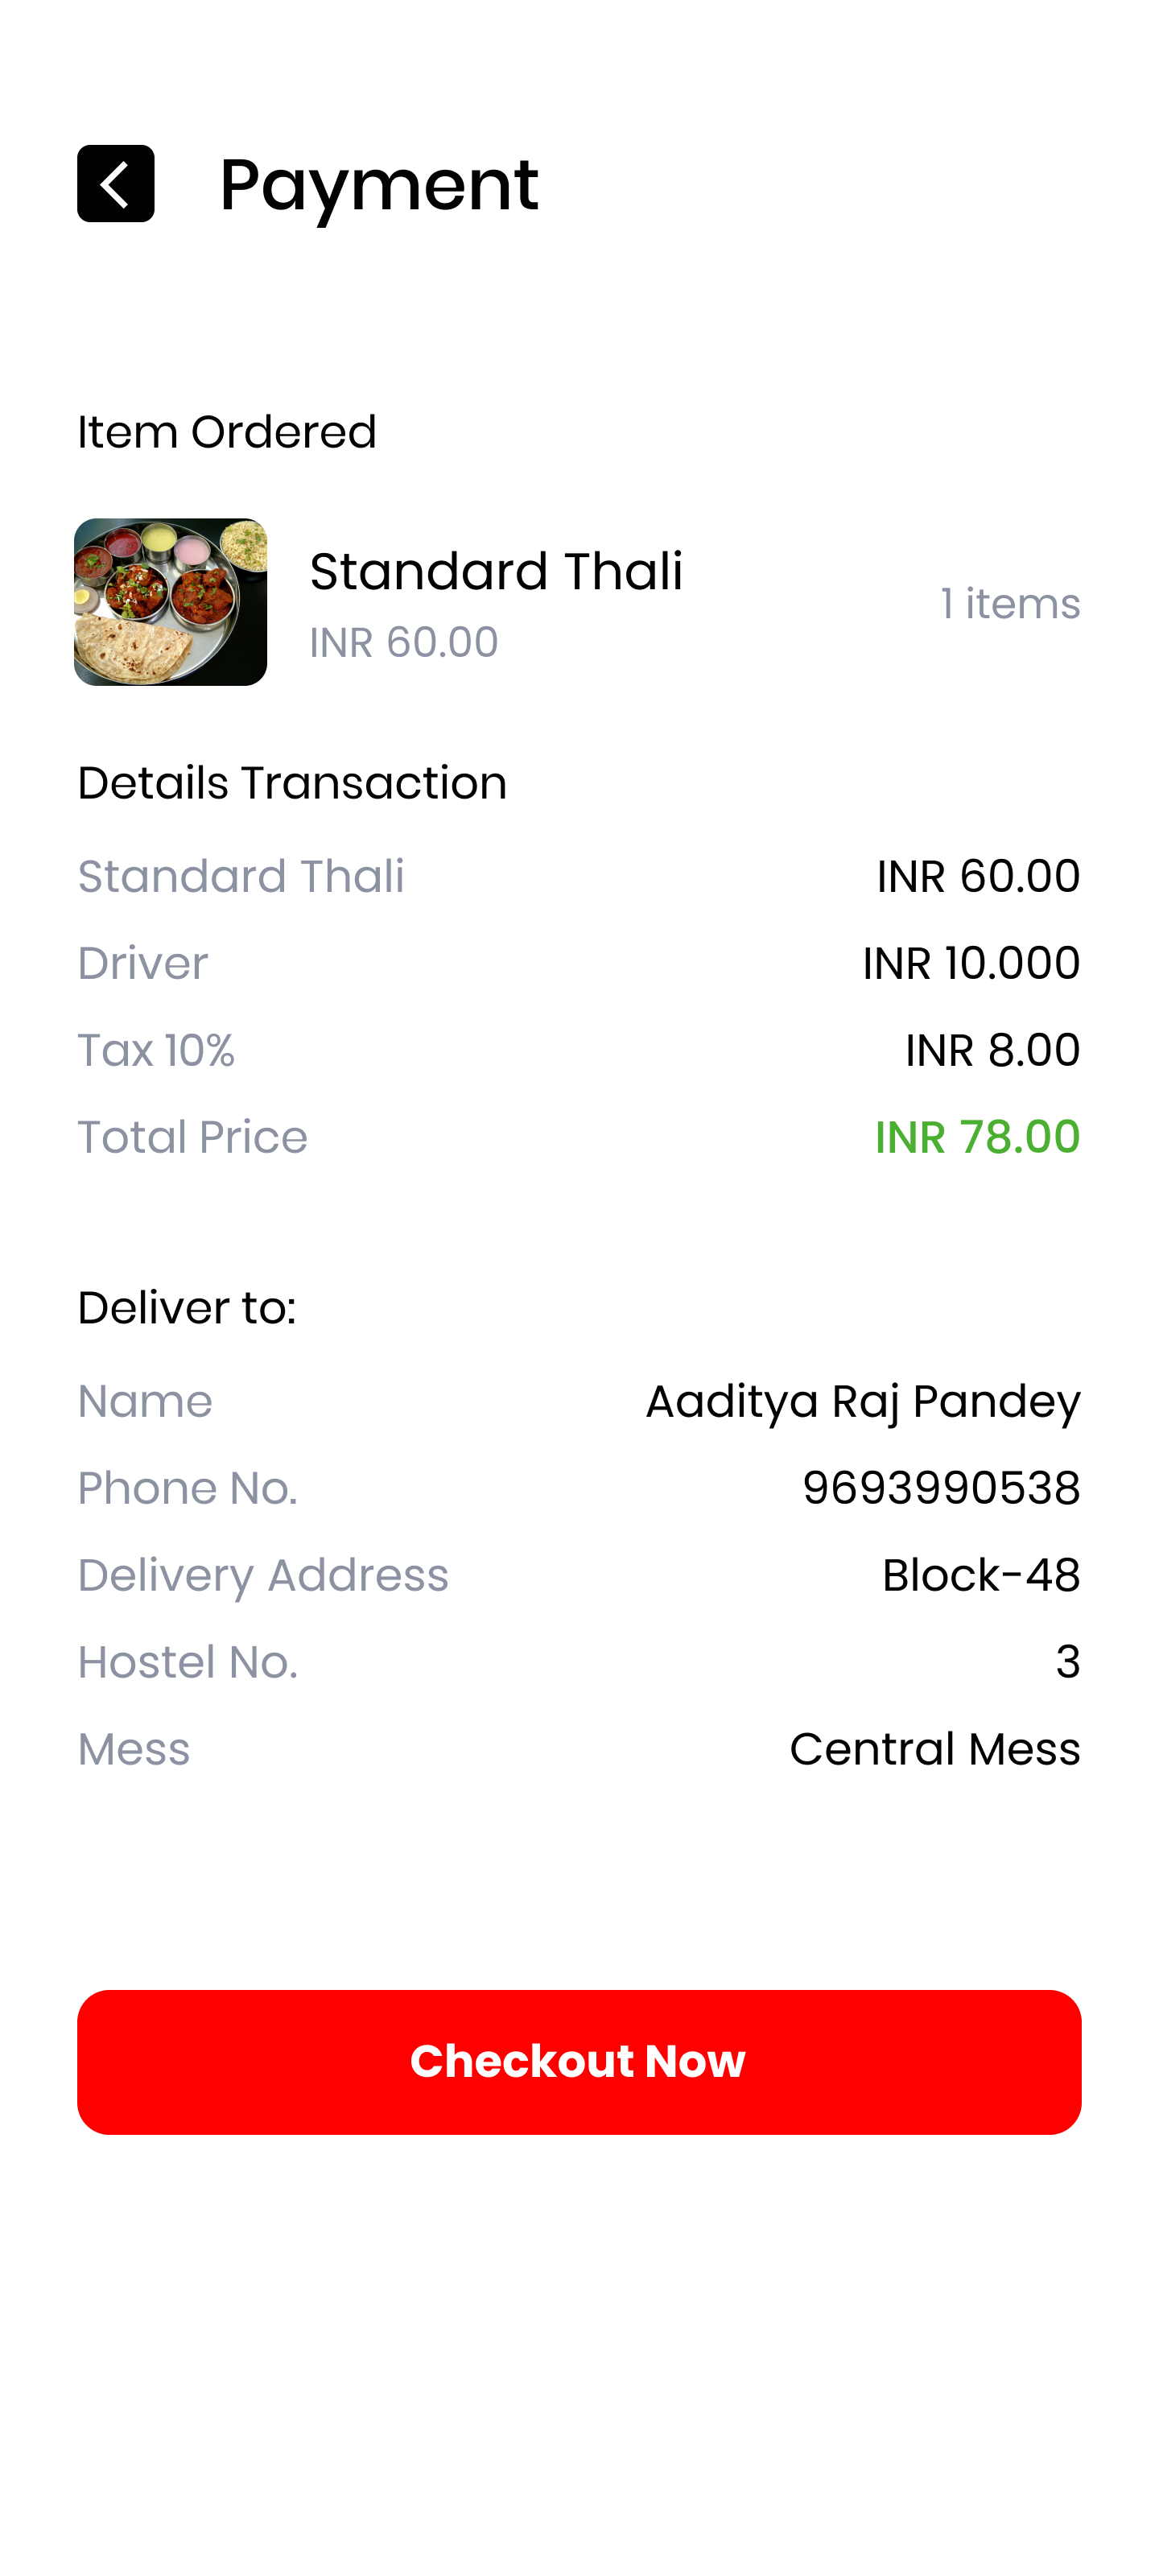 Payment
Item Ordered
Standard Thali
INR 60.00
1 items
Details Transaction
Standard Thali INR 60.00
Driver INR 10.000
Tax 10% INR 8.00
Total Price INR 78.00
Deliver to:
Name Aaditya Raj Pandey
Phone No. 9693990538
Delivery Address Block-48
Hostel No. 3
Mess Central Mess
Checkout Now